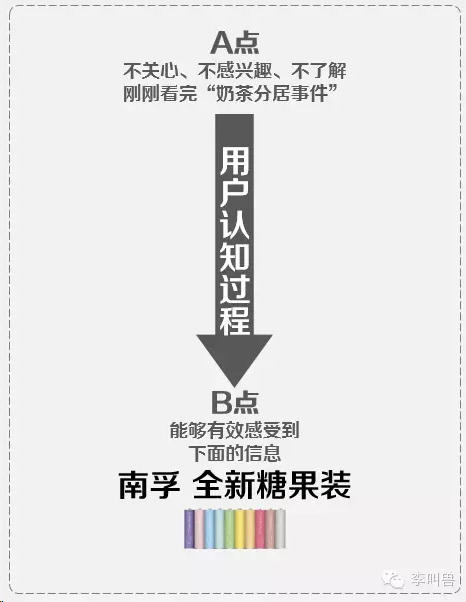 A点
不关心、不感兴趣、不了解
刚刚看完“奶茶分居事件”
用户认知过程
B点
能够有效感受到
下面的信息
南孚 全新糖果装
李叫兽